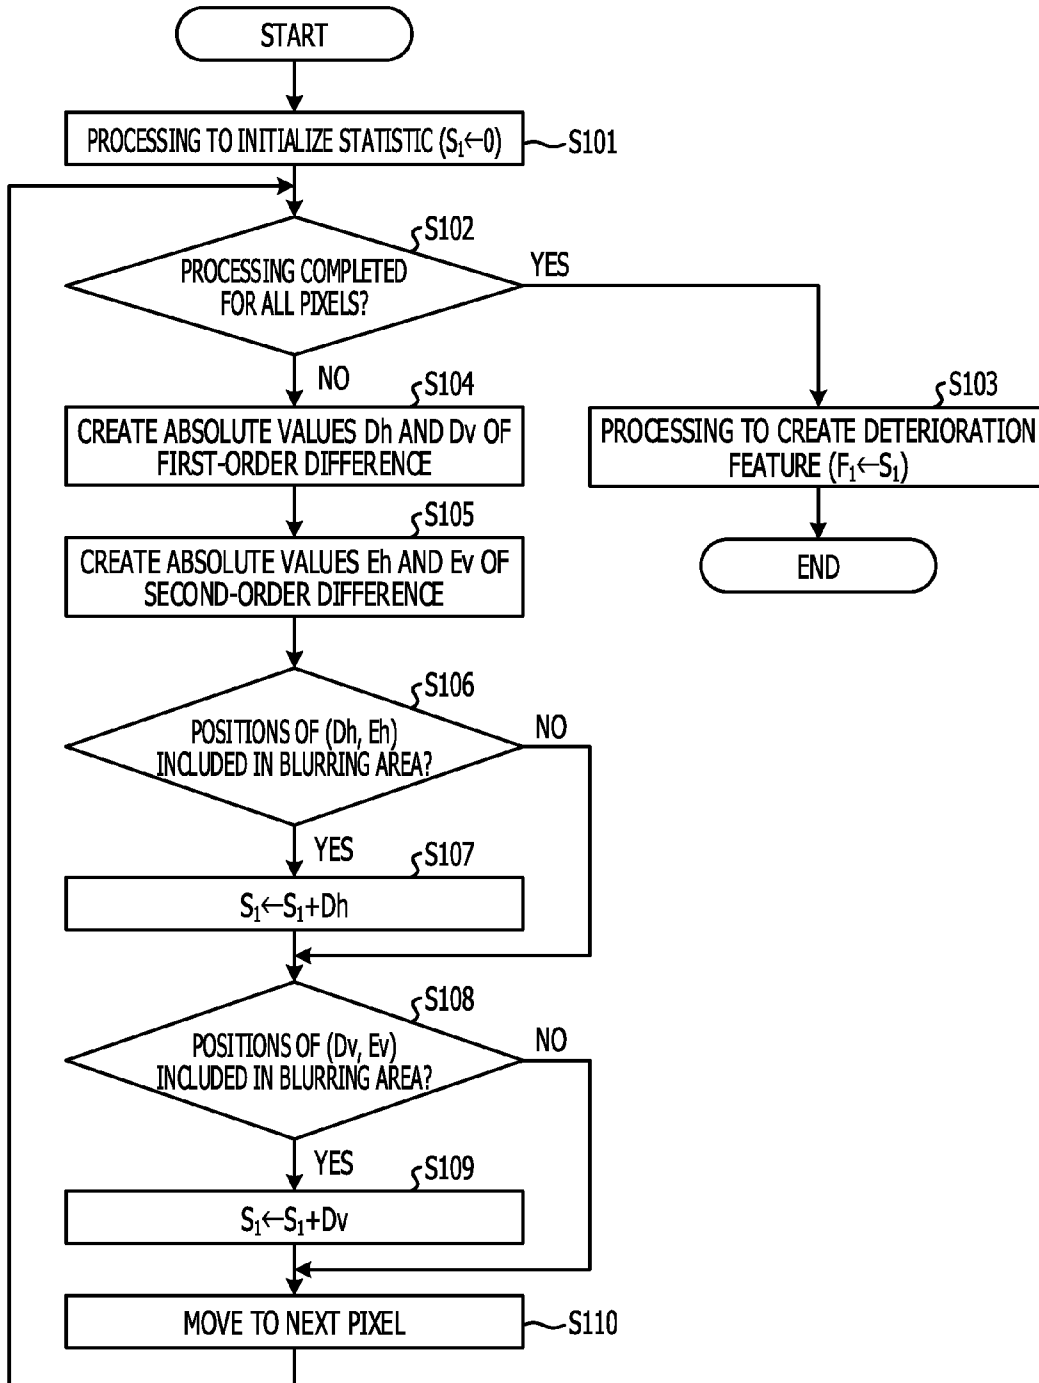 START
PROCESSING TO INITIALIZE STATISTIC (S₁←0)
S101
S102
PROCESSING COMPLETED
FOR ALL PIXELS?
YES
NO
S104
CREATE ABSOLUTE VALUES Dh AND Dv OF
FIRST-ORDER DIFFERENCE
S103
PROCESSING TO CREATE DETERIORATION
FEATURE (F₁←S₁)
END
S105
CREATE ABSOLUTE VALUES Eh AND Ev OF
SECOND-ORDER DIFFERENCE
S106
POSITIONS OF (Dh, Eh)
INCLUDED IN BLURRING AREA?
NO
YES
S107
S₁←S₁+Dh
S108
POSITIONS OF (Dv, Ev)
INCLUDED IN BLURRING AREA?
NO
YES
S109
S₁←S₁+Dv
MOVE TO NEXT PIXEL
S110